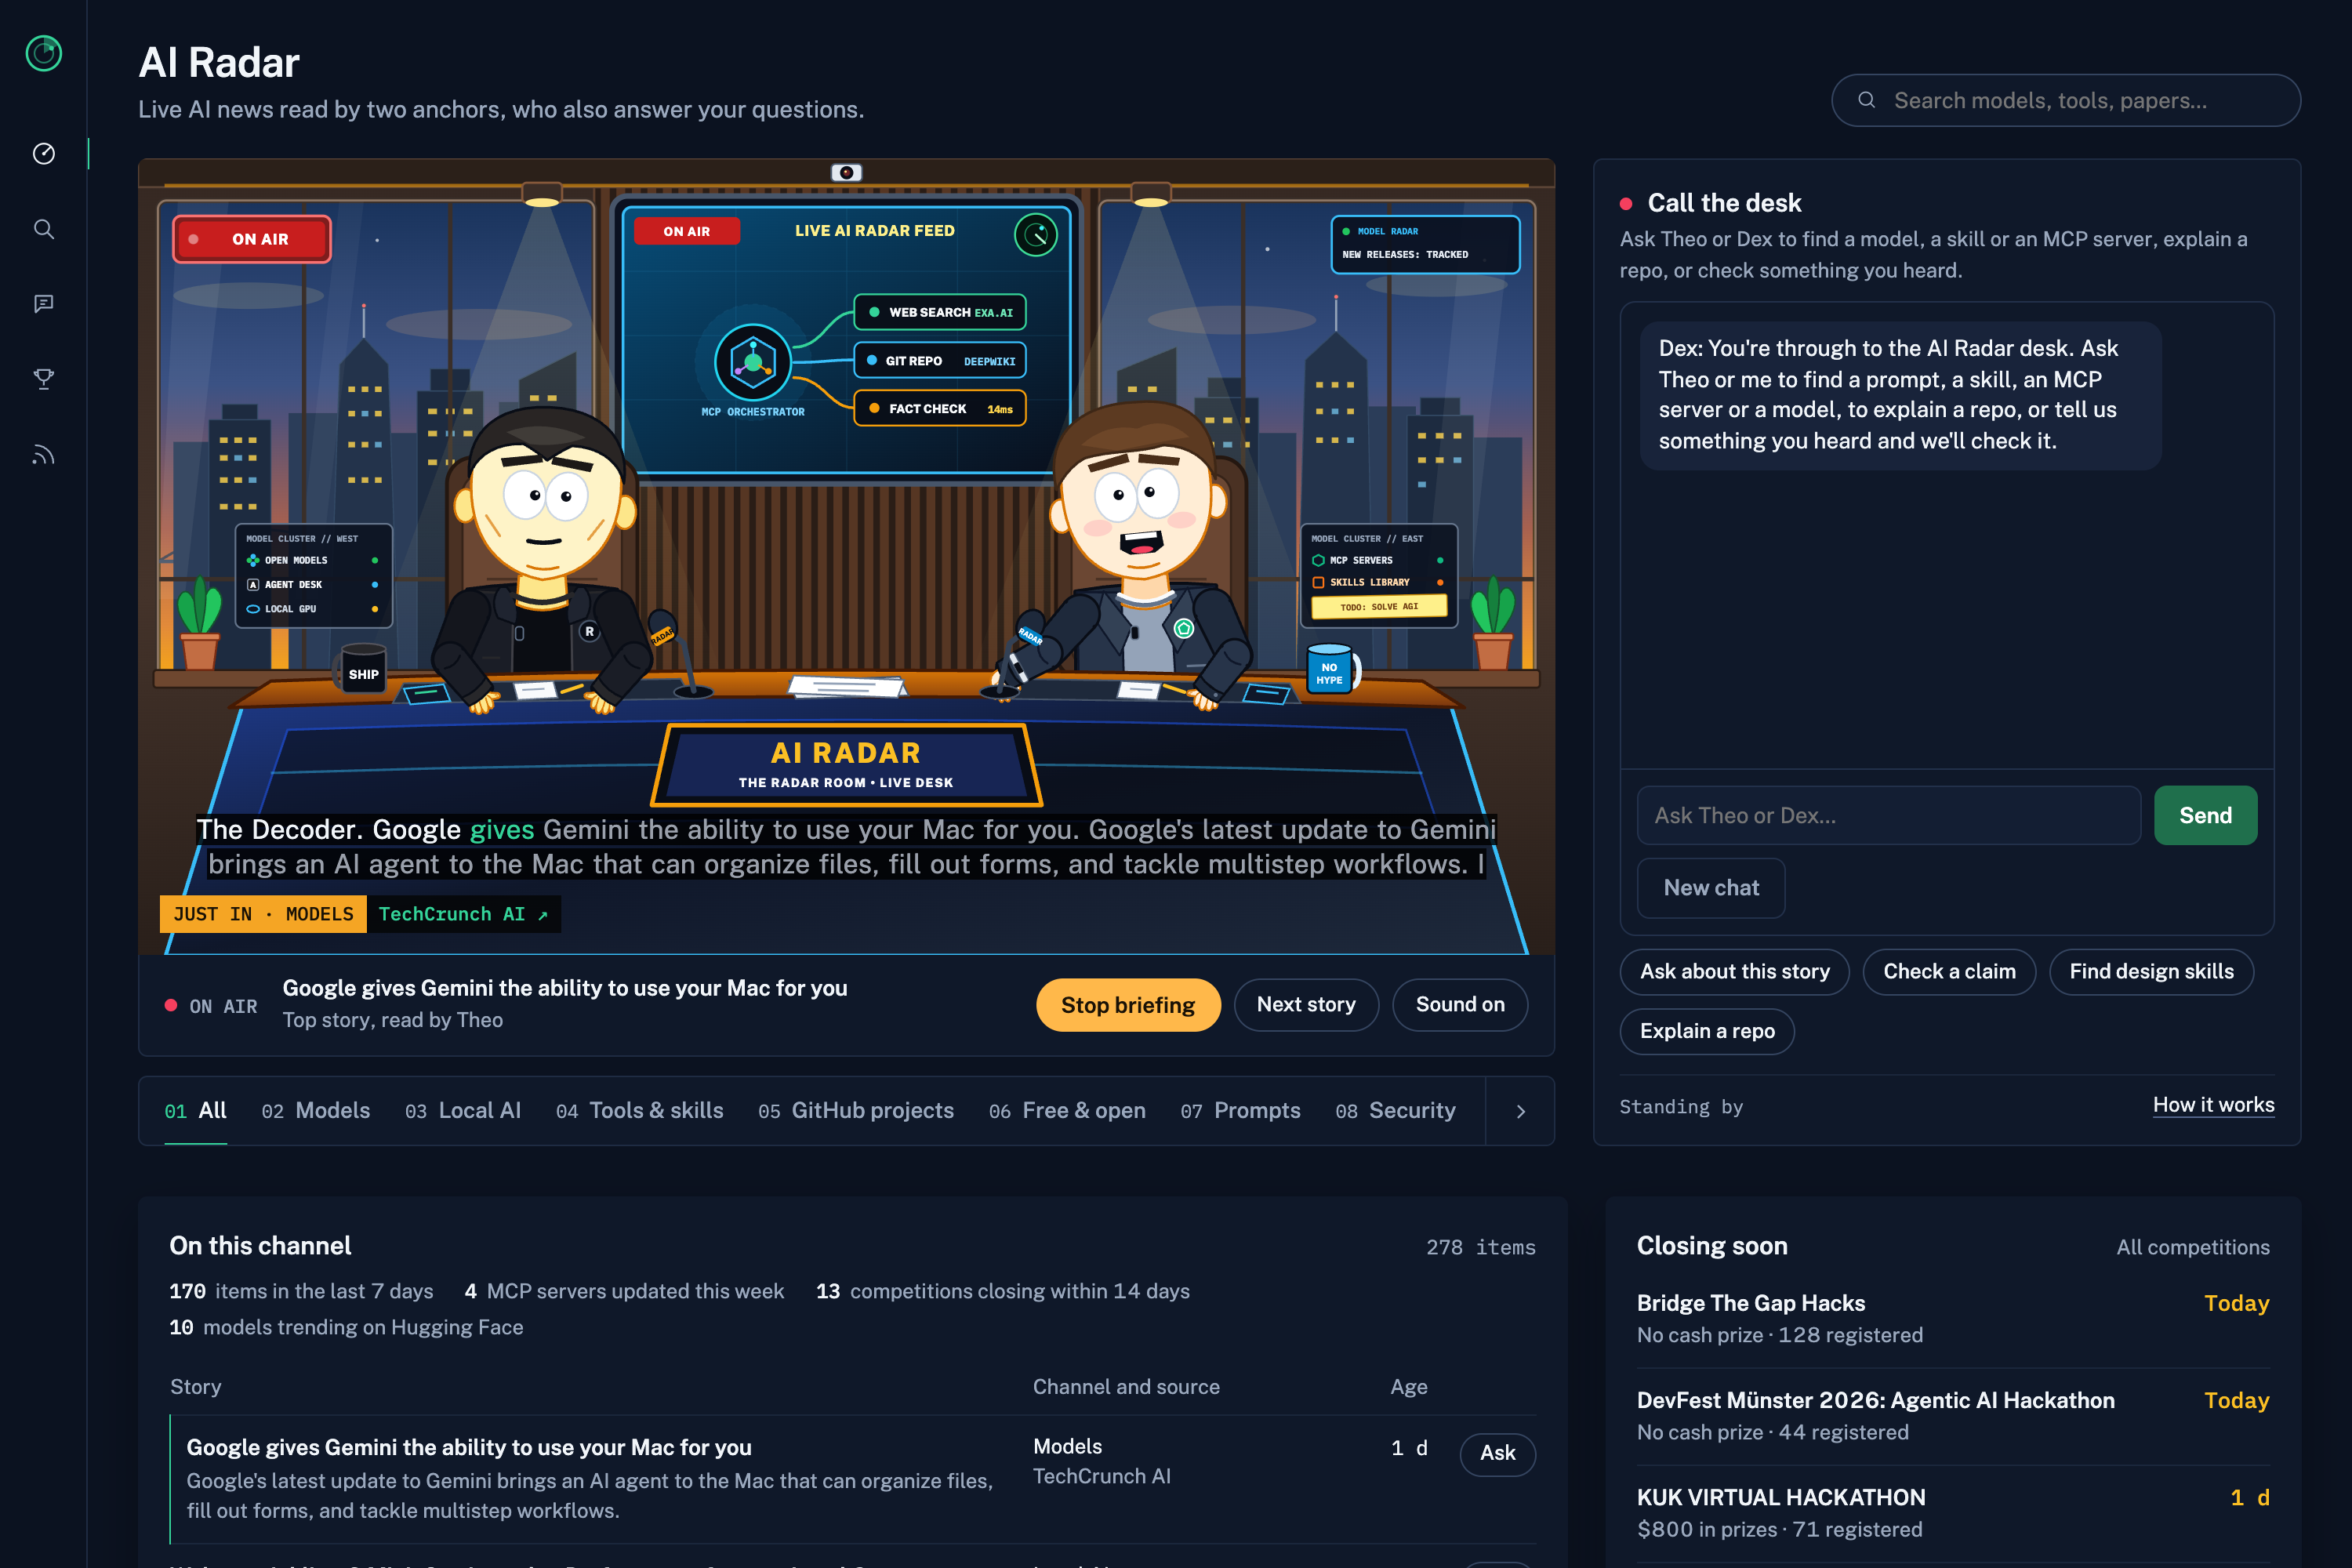 AI Radar
Live AI news read by two anchors, who also answer your questions.
Search models, tools, papers...
ON AIR
ON AIR
LIVE AI RADAR FEED
MODEL RADAR
NEW RELEASES: TRACKED
WEB SEARCH EXA.AI
GIT REPO DEEPWIKI
FACT CHECK 14ms
MCP ORCHESTRATOR
MODEL CLUSTER // WEST
OPEN MODELS
A AGENT DESK
LOCAL GPU
MODEL CLUSTER // EAST
MCP SERVERS
SKILLS LIBRARY
TODO: SOLVE AGI
R
RADAR
RADAR
SHIP
NO
HYPE
AI RADAR
THE RADAR ROOM • LIVE DESK
The Decoder. Google gives Gemini the ability to use your Mac for you. Google's latest update to Gemini
brings an AI agent to the Mac that can organize files, fill out forms, and tackle multistep workflows. I
JUST IN · MODELS TechCrunch AI ↗
ON AIR
Google gives Gemini the ability to use your Mac for you
Top story, read by Theo
Stop briefing
Next story
Sound on
01 All 02 Models 03 Local AI 04 Tools & skills 05 GitHub projects 06 Free & open 07 Prompts 08 Security
Call the desk
Ask Theo or Dex to find a model, a skill or an MCP server, explain a
repo, or check something you heard.
Dex: You're through to the AI Radar desk. Ask
Theo or me to find a prompt, a skill, an MCP
server or a model, to explain a repo, or tell us
something you heard and we'll check it.
Ask Theo or Dex...
Send
New chat
Ask about this story
Check a claim
Find design skills
Explain a repo
Standing by
How it works
On this channel
278 items
170 items in the last 7 days 4 MCP servers updated this week 13 competitions closing within 14 days
10 models trending on Hugging Face
Story Channel and source Age
Google gives Gemini the ability to use your Mac for you
Google's latest update to Gemini brings an AI agent to the Mac that can organize files,
fill out forms, and tackle multistep workflows.
Models
TechCrunch AI
1 d
Ask
Closing soon
All competitions
Bridge The Gap Hacks
Today
No cash prize · 128 registered
DevFest Münster 2026: Agentic AI Hackathon
Today
No cash prize · 44 registered
KUK VIRTUAL HACKATHON
1 d
$800 in prizes · 71 registered